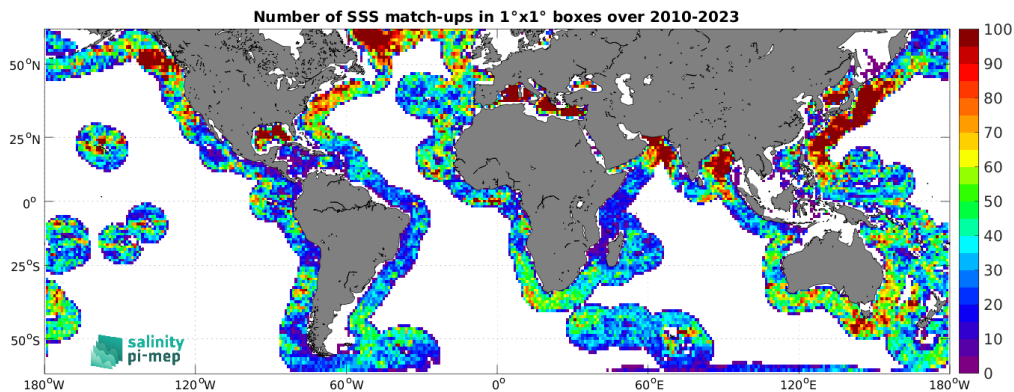 Number of SSS match-ups in 1°x1° boxes over 2010-2023
50°N
25°N
0°
25°S
50°S
180°W
120°W
60°W
0°
60°E
120°E
180°W
100
90
80
70
60
50
40
30
20
10
0
salinity
pi-mep